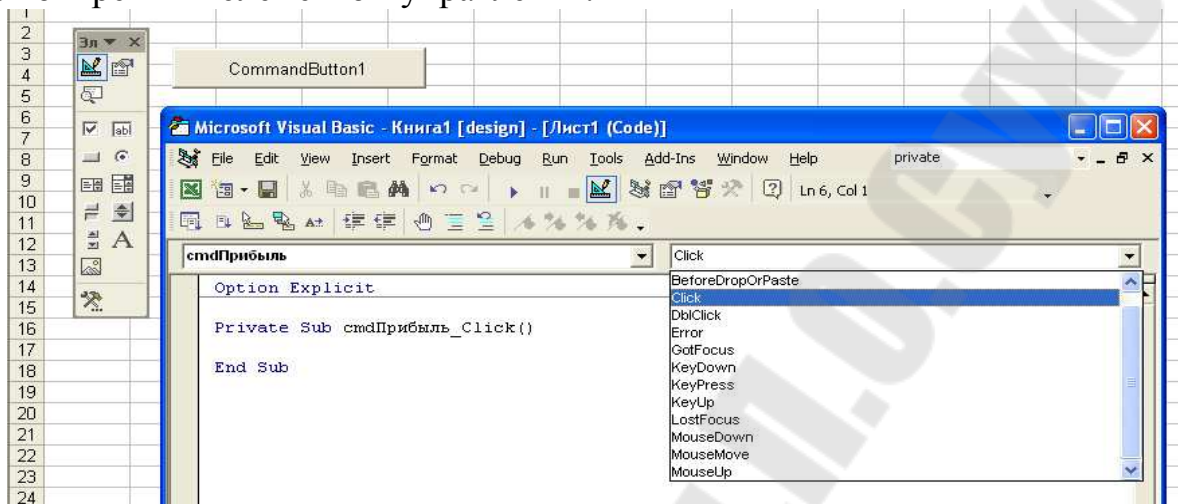 1
2
3
4
5
6
7
8
9
10
11
12
13
14
15
16
17
18
19
20
21
22
23
24
Эл
ab
A
CommandButton1
Microsoft Visual Basic - Книга1 [design] - [Лист1 (Code)]
File Edit View Insert Format Debug Run Tools Add-Ins Window Help private
Ln 6, Col 1
cmdПрибыль Click
Option Explicit
Private Sub cmdПрибыль_Click()
End Sub
BeforeDropOrPaste
Click
DblClick
Error
GotFocus
KeyDown
KeyPress
KeyUp
LostFocus
MouseDown
MouseMove
MouseUp